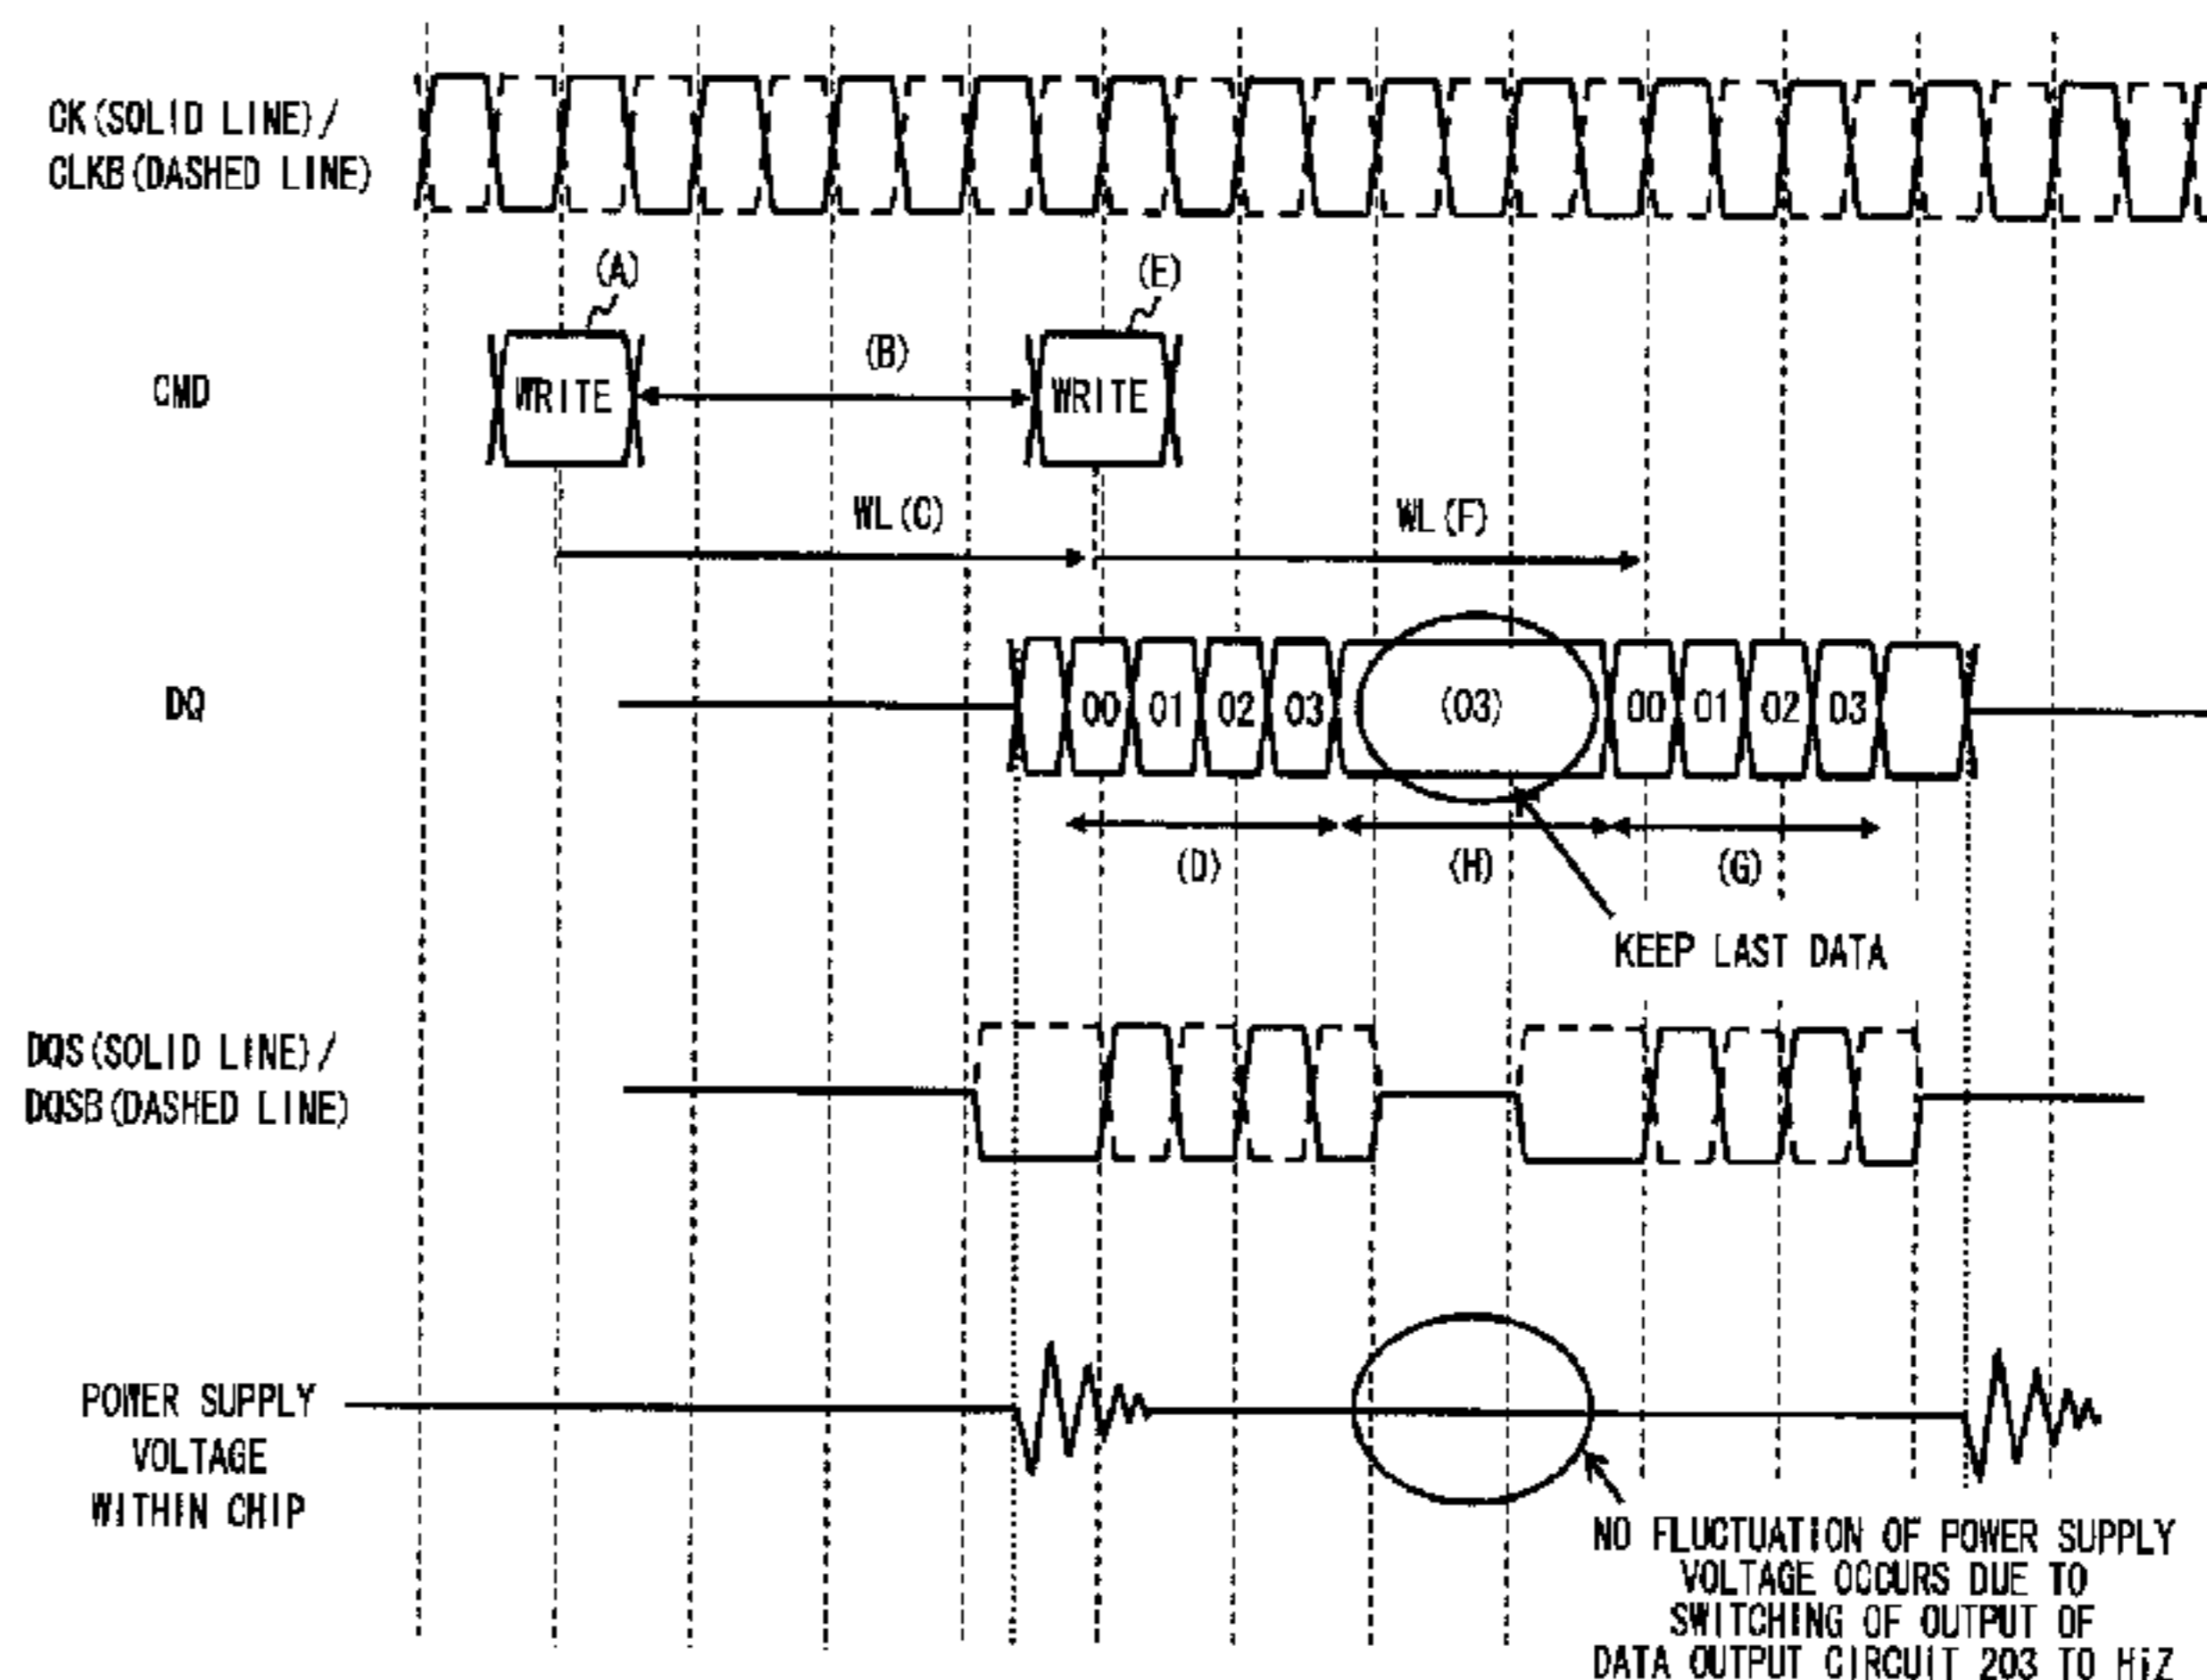 CK(SOLID LINE)/
CLKB(DASHED LINE)
(A)
(E)
CMD
WRITE
(B)
WRITE
WL(C)
WL(F)
DQ
00 01 02 03 (03) 00 01 02 03
(D) (H) (G)
KEEP LAST DATA
DQS(SOLID LINE)/
DQSB(DASHED LINE)
POWER SUPPLY
VOLTAGE
WITHIN CHIP
NO FLUCTUATION OF POWER SUPPLY
VOLTAGE OCCURS DUE TO
SWITCHING OF OUTPUT OF
DATA OUTPUT CIRCUIT 203 TO HiZ